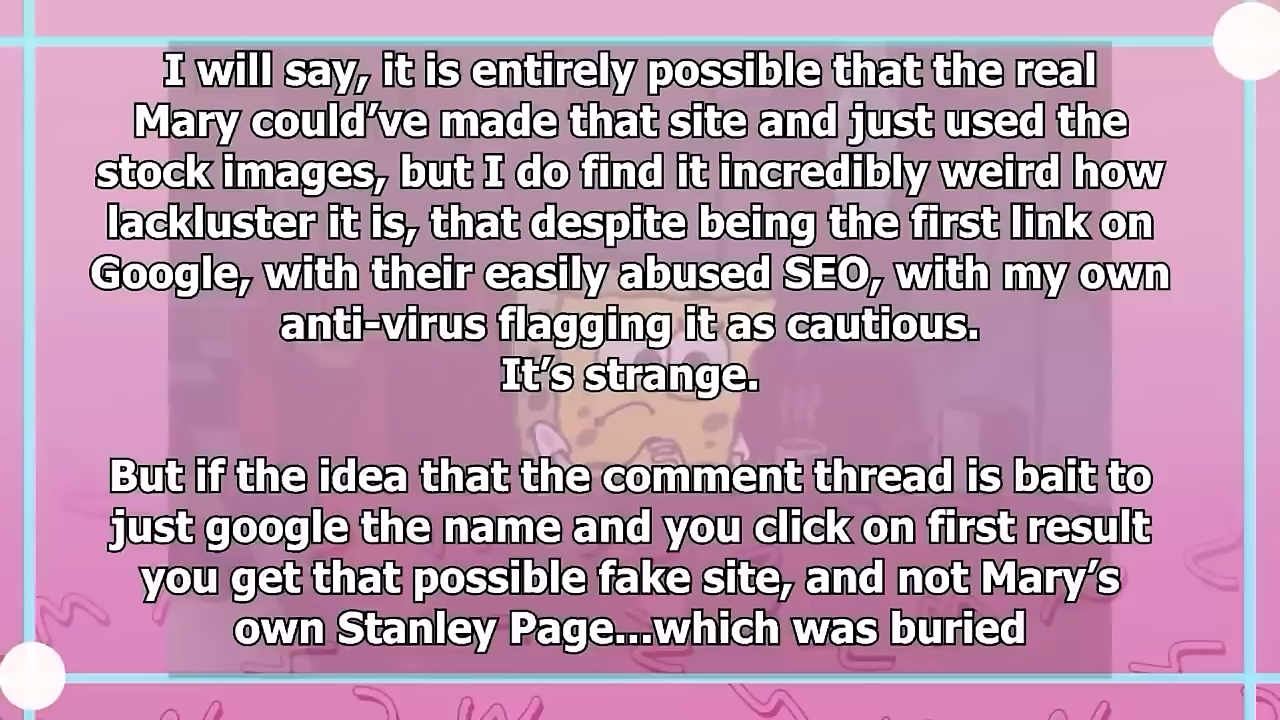 I will say, it is entirely possible that the real
Mary could’ve made that site and just used the
stock images, but I do find it incredibly weird how
lackluster it is, that despite being the first link on
Google, with their easily abused SEO, with my own
anti-virus flagging it as cautious.
It’s strange.
But if the idea that the comment thread is bait to
just google the name and you click on first result
you get that possible fake site, and not Mary’s
own Stanley Page...which was buried